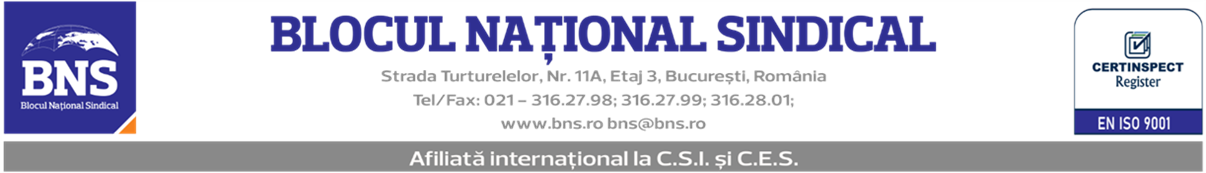 BNS
Blocul Național Sindical
BLOCUL NAȚIONAL SINDICAL
Strada Turturelelor, Nr. 11A, Etaj 3, București, România
Tel/Fax: 021 – 316.27.98; 316.27.99; 316.28.01;
www.bns.ro bns@bns.ro
CERTINSPECT
Register
EN ISO 9001
Afiliată internațional la C.S.I. și C.E.S.